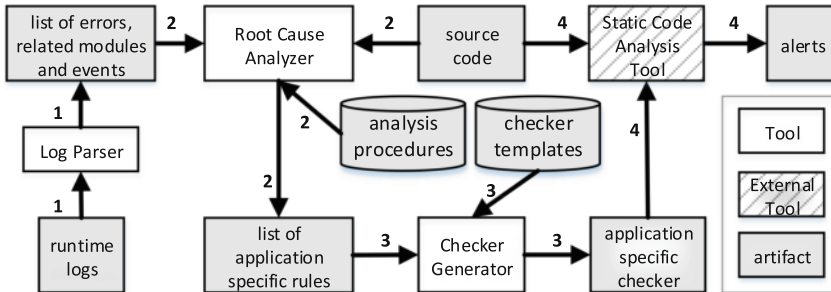 list of errors,
related modules
and events
2
Root Cause
Analyzer
2
source
code
4
Static Code
Analysis
Tool
4
alerts
1
Log Parser
1
runtime
logs
2
analysis
procedures
checker
templates
4
2
3
list of
application
specific rules
3
Checker
Generator
3
application
specific
checker
Tool
External
Tool
artifact